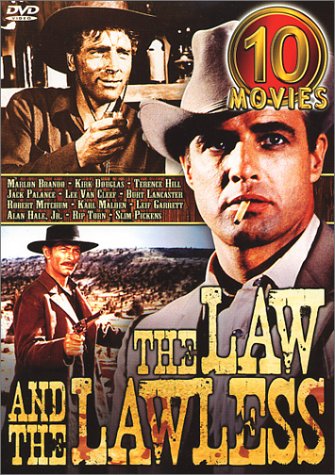 DVD
VIDEO
10
MOVIES
MARLON BRANDO - KIRK DOUGLAS - TERENCE HILL
JACK PALANCE - LEE VAN CLEEF - BURT LANCASTER
ROBERT MITCHUM - KARL MALDEN - LEIF GARRETT
ALAN HALE, JR. - RIP TORN - SLIM PICKENS
THE LAW
AND THE LAWLESS